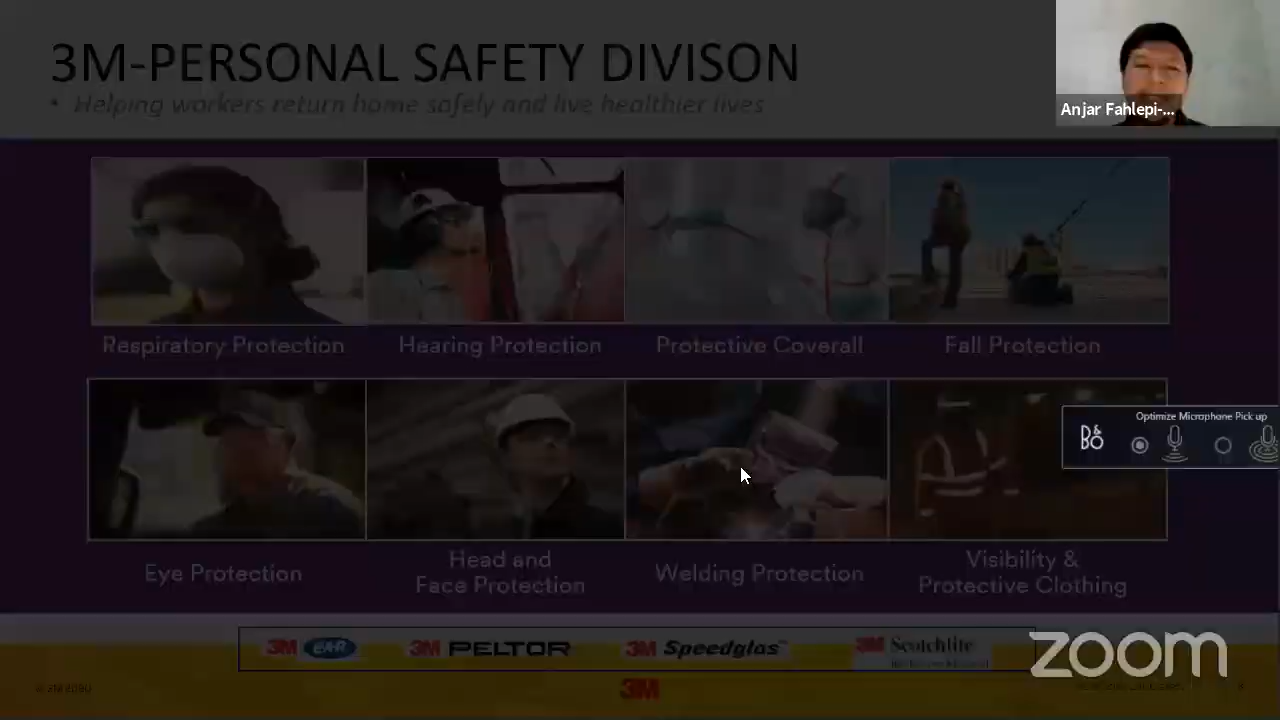 3M-PERSONAL SAFETY DIVISON
• Helping workers return home safely and live healthier lives
Anjar Fahlepi-...
Respiratory Protection
Hearing Protection
Protective Coverall
Fall Protection
Optimize Microphone Pick up
B&O
Eye Protection
Head and
Face Protection
Welding Protection
Visibility &
Protective Clothing
3M E-A-R
3M PELTOR
3M Speedglas™
3M Scotchlite
zoom
3M